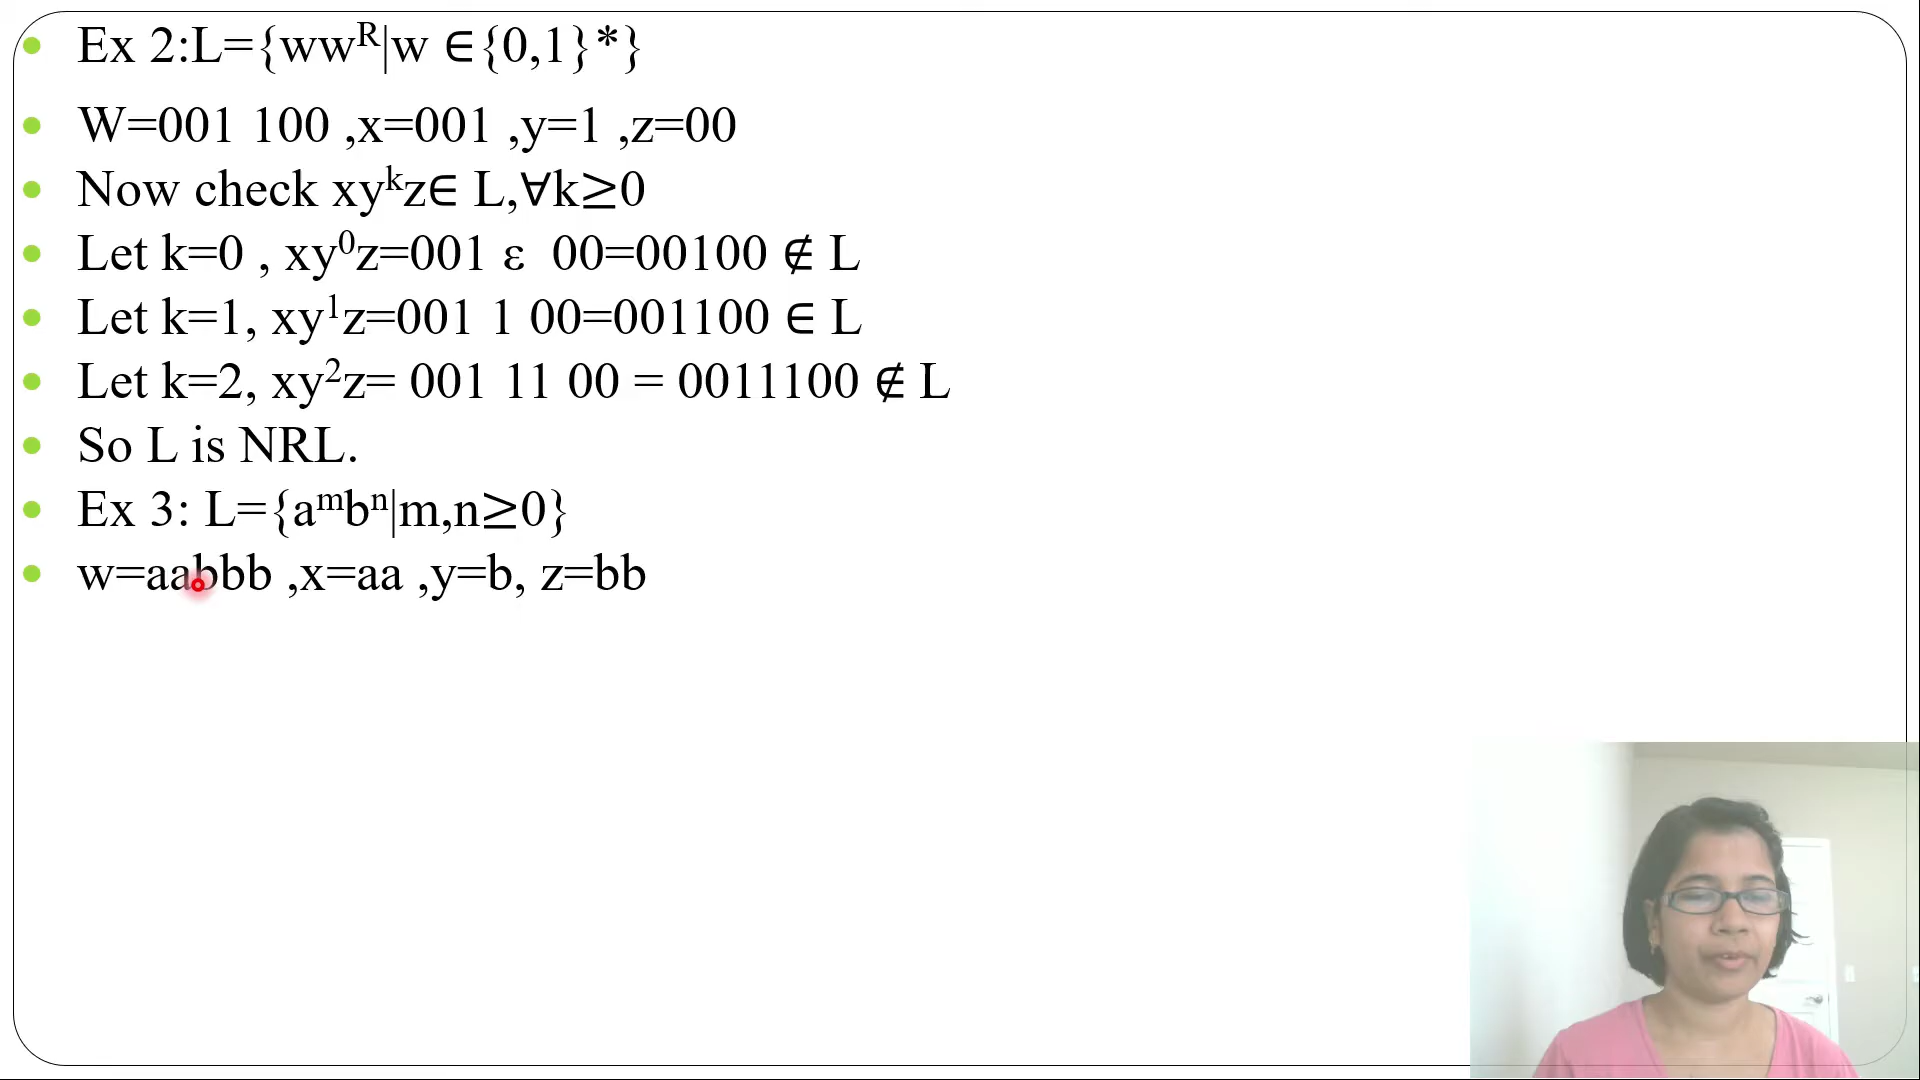 Ex 2:L={wwᴿ|w ∈{0,1}*}
W=001 100 ,x=001 ,y=1 ,z=00
Now check xyᵏz∈ L,∀k≥0
Let k=0 , xy⁰z=001 ε 00=00100 ∉ L
Let k=1, xy¹z=001 1 00=001100 ∈ L
Let k=2, xy²z= 001 11 00 = 0011100 ∉ L
So L is NRL.
Ex 3: L={aᵐbⁿ|m,n≥0}
w=aabbb ,x=aa ,y=b, z=bb